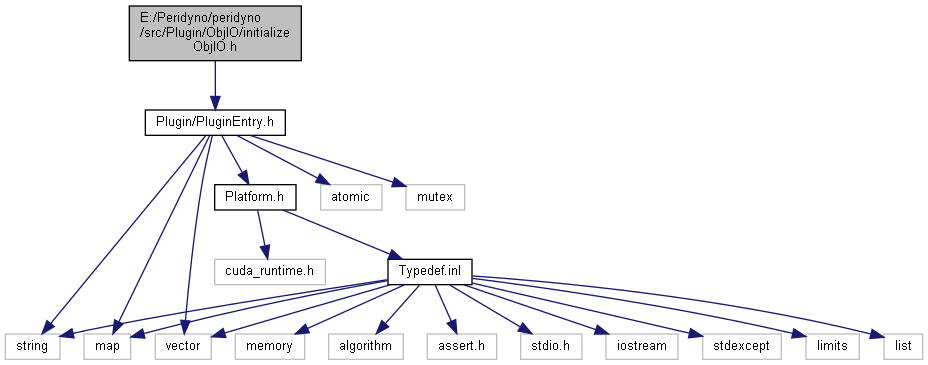 E:/Peridyno/peridyno
/src/Plugin/ObjIO/initialize
ObjIO.h
Plugin/PluginEntry.h
Platform.h
atomic
mutex
cuda_runtime.h
Typedef.inl
string
map
vector
memory
algorithm
assert.h
stdio.h
iostream
stdexcept
limits
list